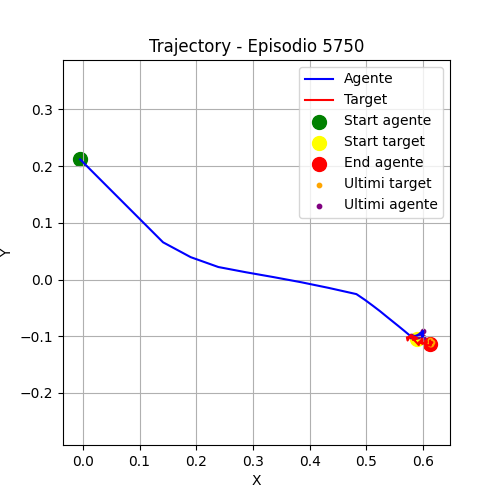 Trajectory - Episodio 5750
Agente
Target
Start agente
Start target
End agente
Ultimi target
Ultimi agente
Y
0.3
0.2
0.1
0.0
−0.1
−0.2
0.0 0.1 0.2 0.3 0.4 0.5 0.6
X